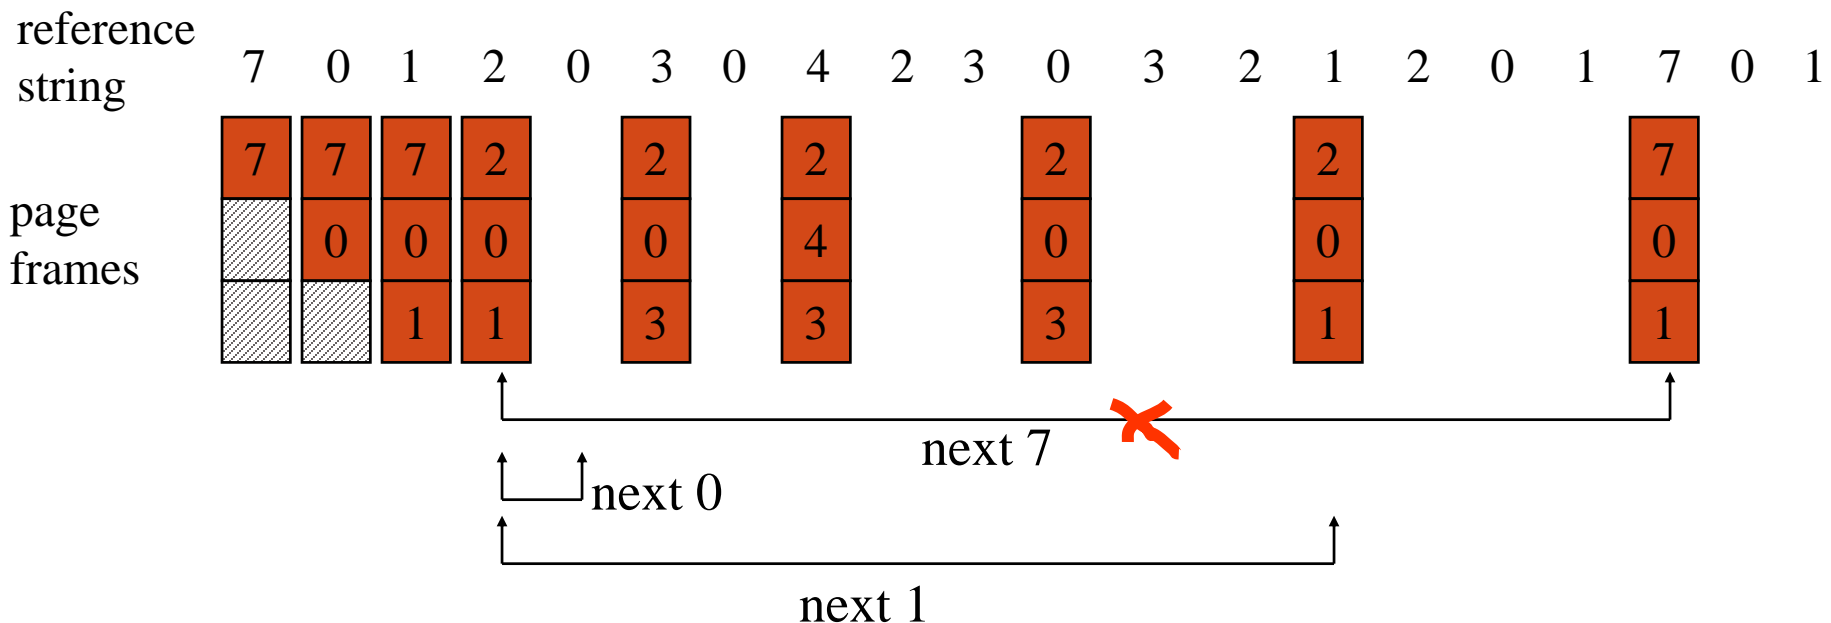 reference
string
7 0 1 2 0 3 0 4 2 3 0 3 2 1 2 0 1 7 0 1
7 7 7 2 2 2 2 2 7
page
frames
0 0 0 0 4 0 0 0
1 1 3 3 3 1 1
next 7
next 0
next 1